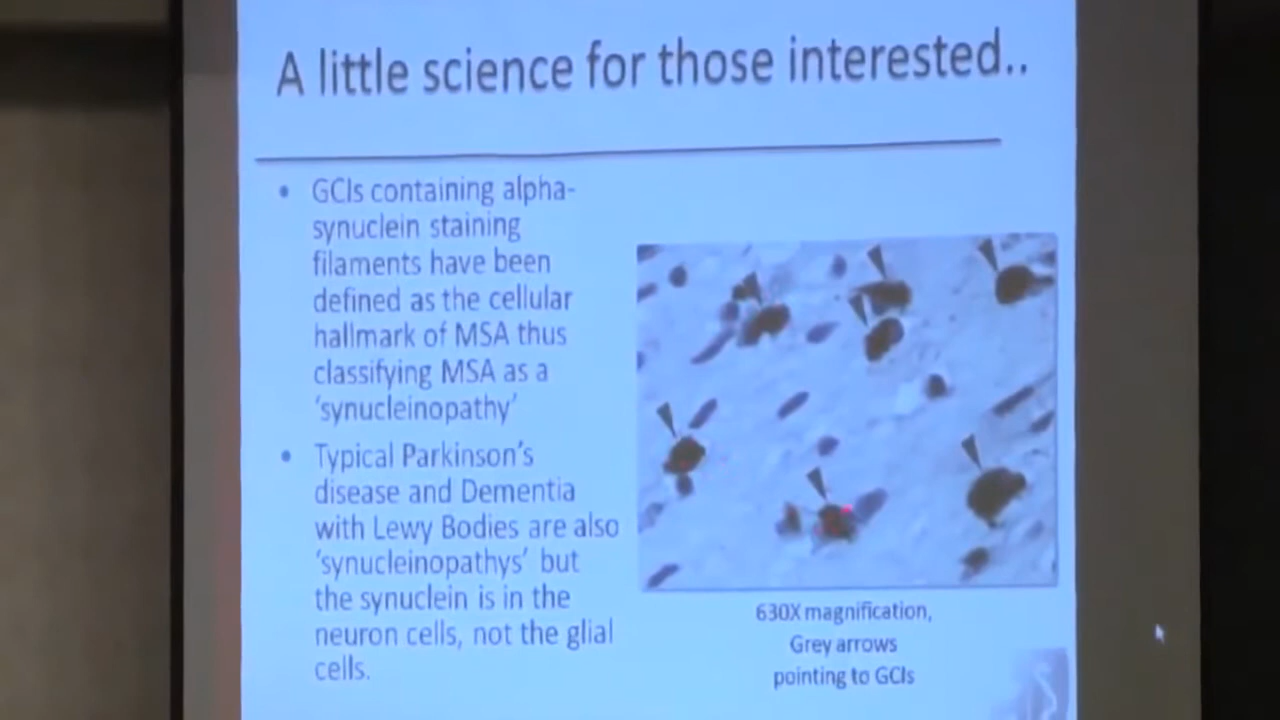 A little science for those interested..
• GCIs containing alpha-
synuclein staining
filaments have been
defined as the cellular
hallmark of MSA thus
classifying MSA as a
‘synucleinopathy’
• Typical Parkinson’s
disease and Dementia
with Lewy Bodies are also
‘synucleinopathys’ but
the synuclein is in the
neuron cells, not the glial
cells.
630X magnification,
Grey arrows
pointing to GCIs